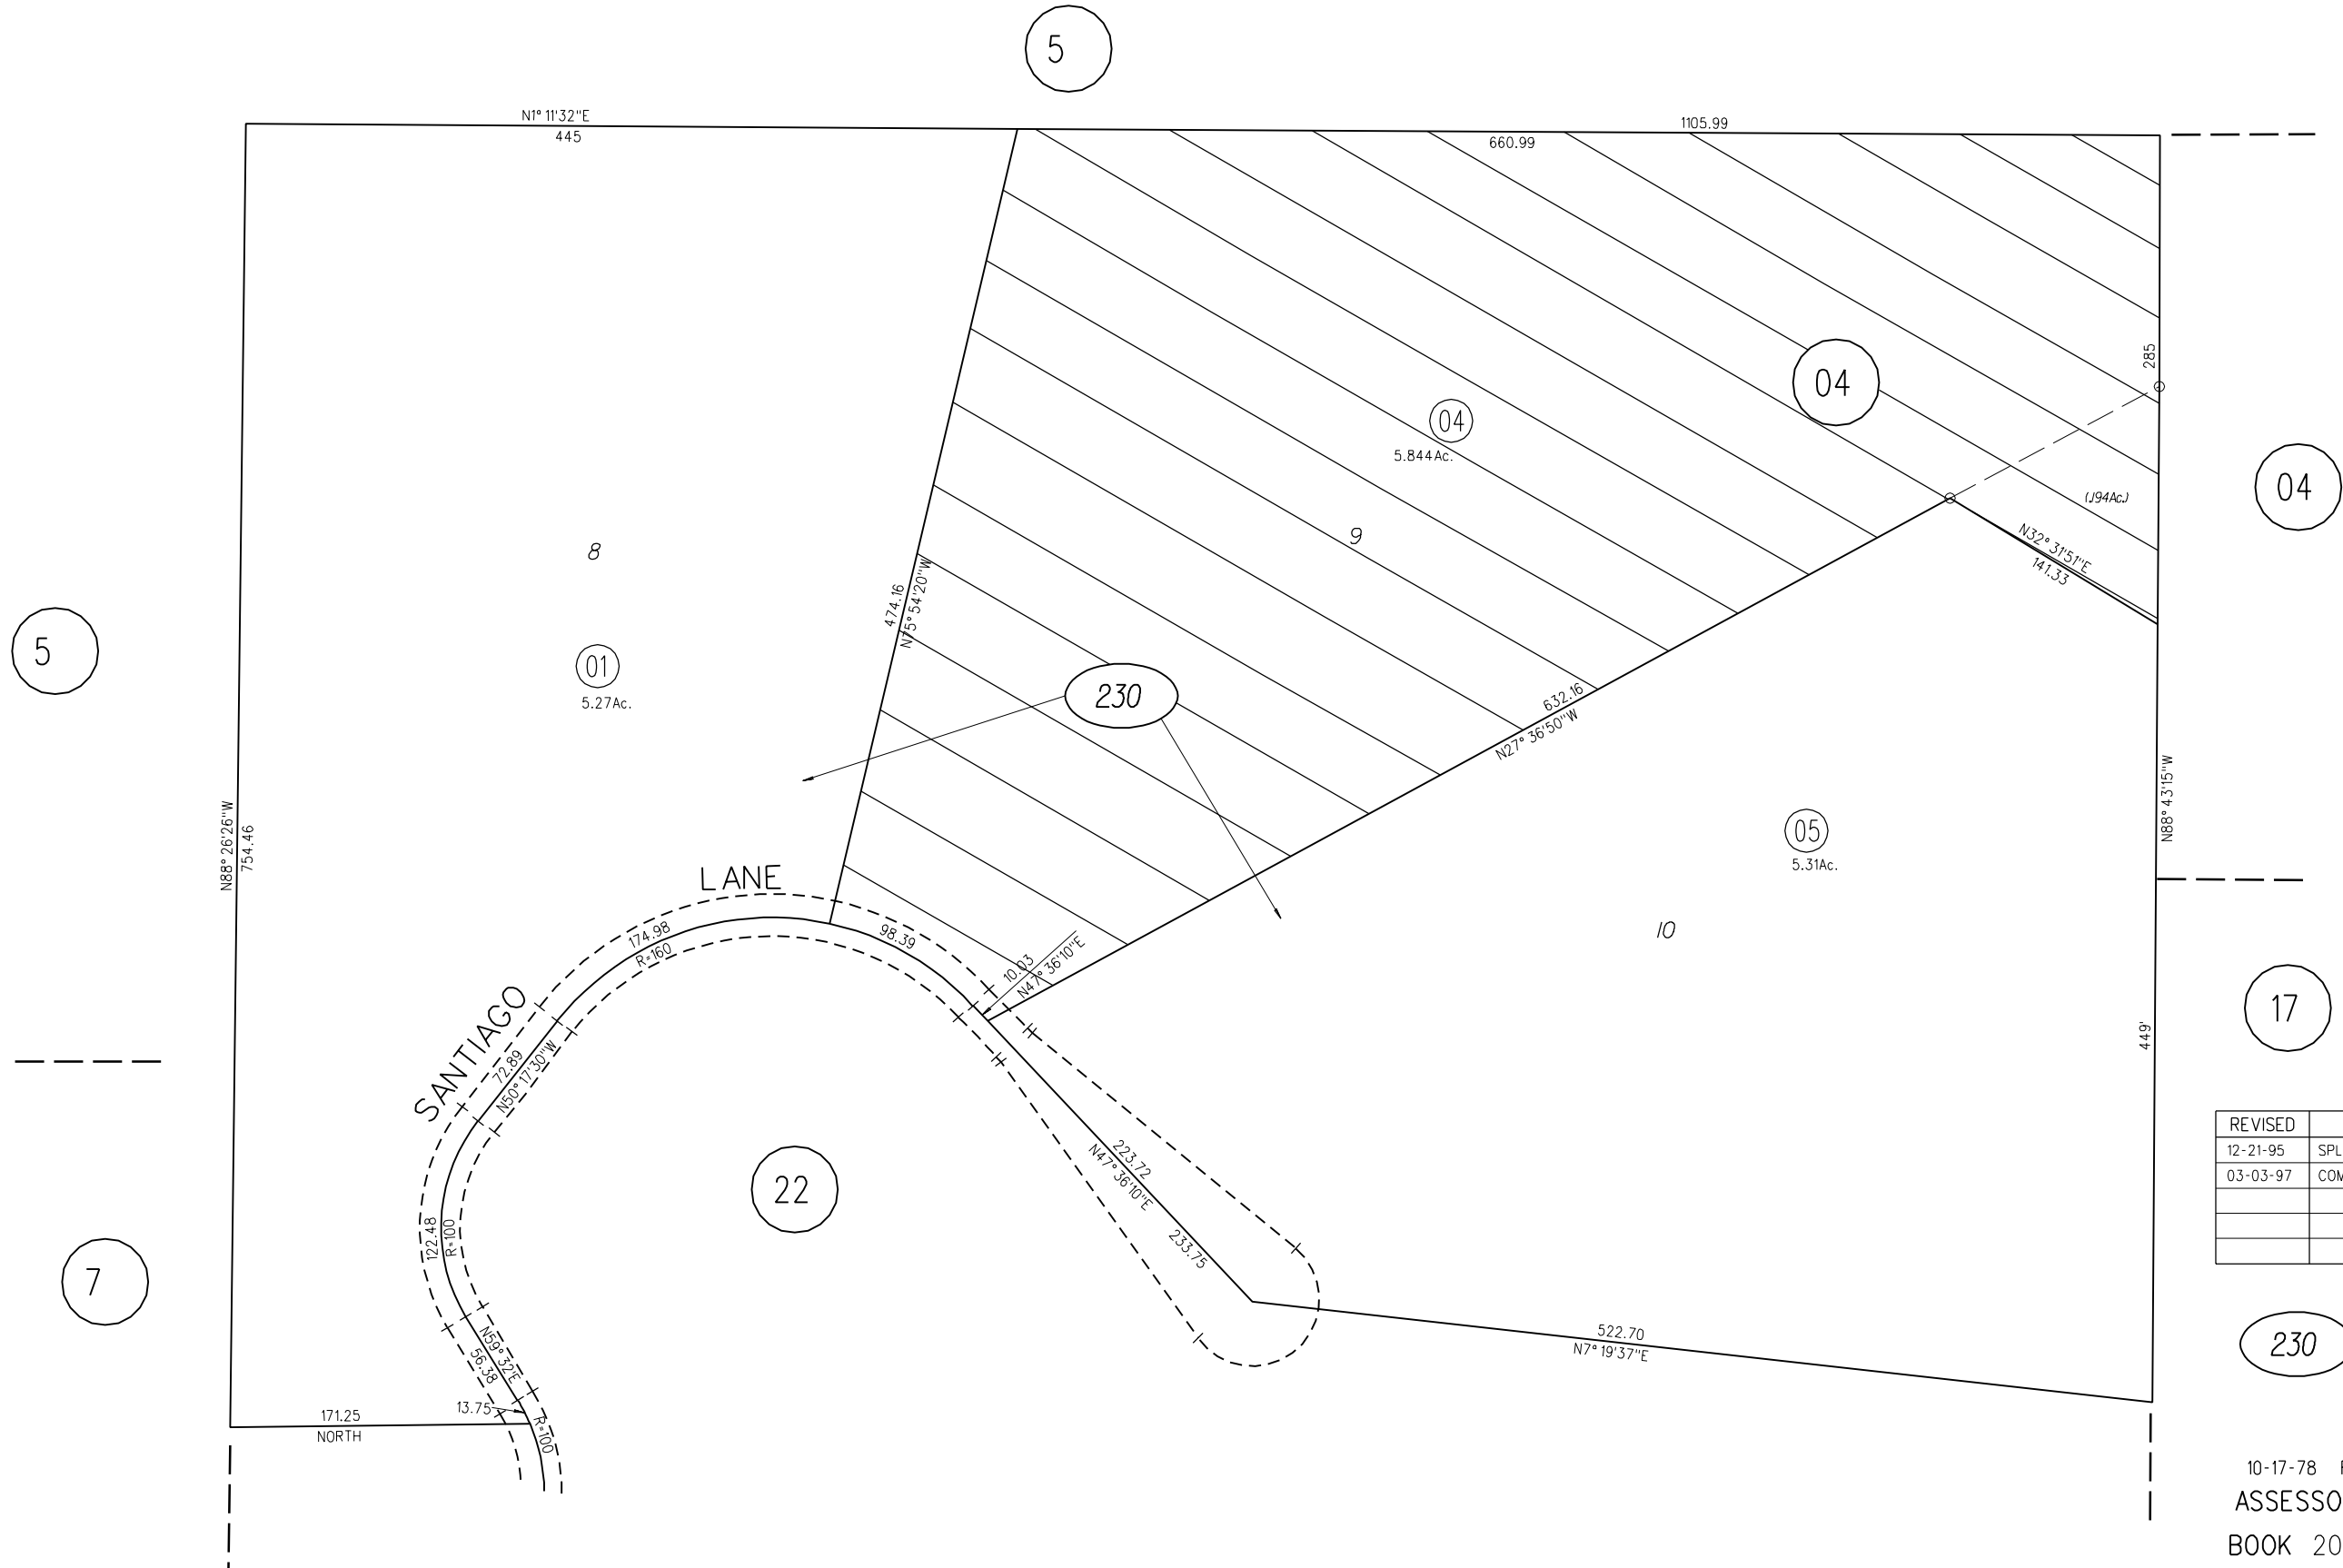 5
N1° 11'32"E
445
1105.99
660.99
285
04
04
5.844Ac.
(.194Ac.)
04
N32° 31'51"E
141.33
8
9
474.16
N75° 54'20"W
5
01
5.27Ac.
230
632.16
N27° 36'50"W
05
5.31Ac.
N88° 43'15"W
N88° 26'26"W
754.46
LANE
10
174.98
R=160
98.39
10.03
N47° 36'10"E
SANTIAGO
17
449'
72.89
N50° 17'30"W
REVISED
12-21-95 SPL
03-03-97 COM
223.72
N47° 36'10"E
22
233.75
122.48
R=100
7
522.70
N7° 19'37"E
230
N59° 32'E
56.38
13.75
R=100
171.25
NORTH
10-17-78
ASSESSO
BOOK 20